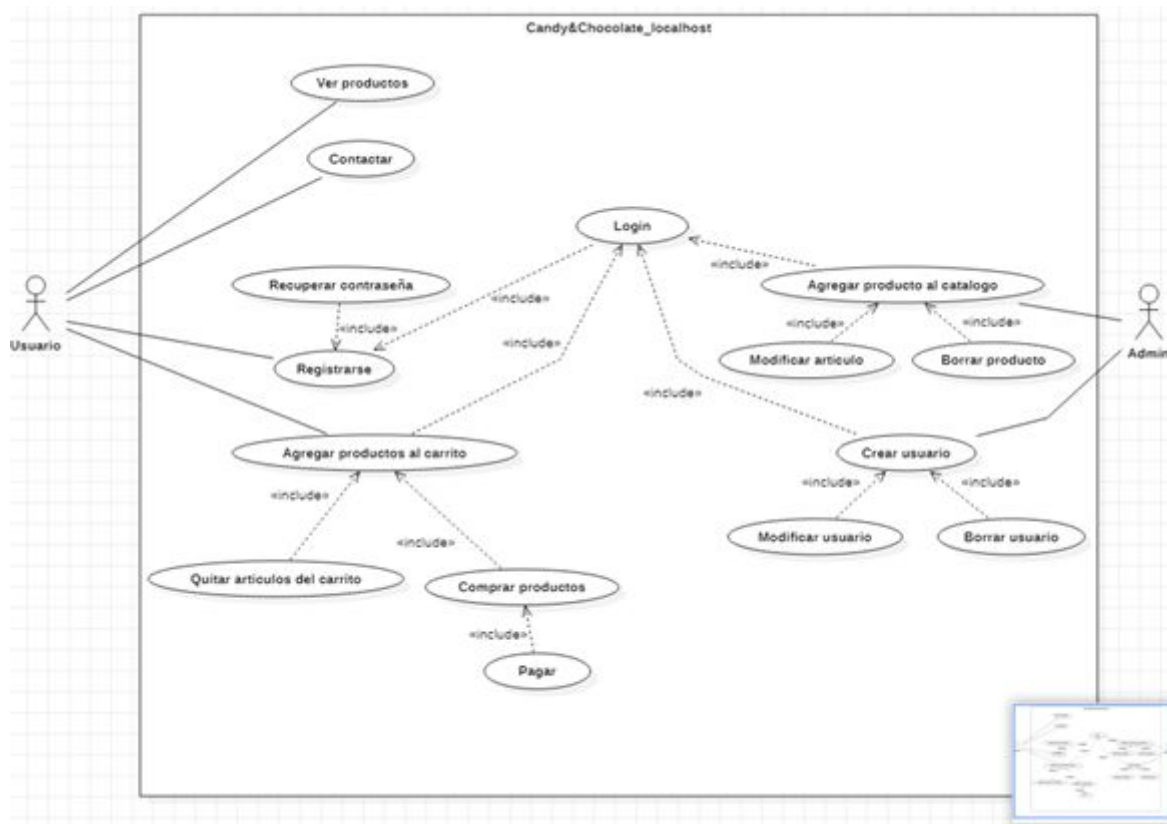 Candy&Chocolate_localhost
Ver productos
Contactar
Login
«include»
Recuperar contraseña
«include»
Agregar producto al catalogo
Usuario
«include»
«include»
«include»
«include»
Admin
Registrarse
Modificar artículo
Borrar producto
«include»
Agregar productos al carrito
Crear usuario
«include»
«include»
«include»
Modificar usuario
Borrar usuario
«include»
Quitar articulos del carrito
Comprar productos
«include»
Pagar